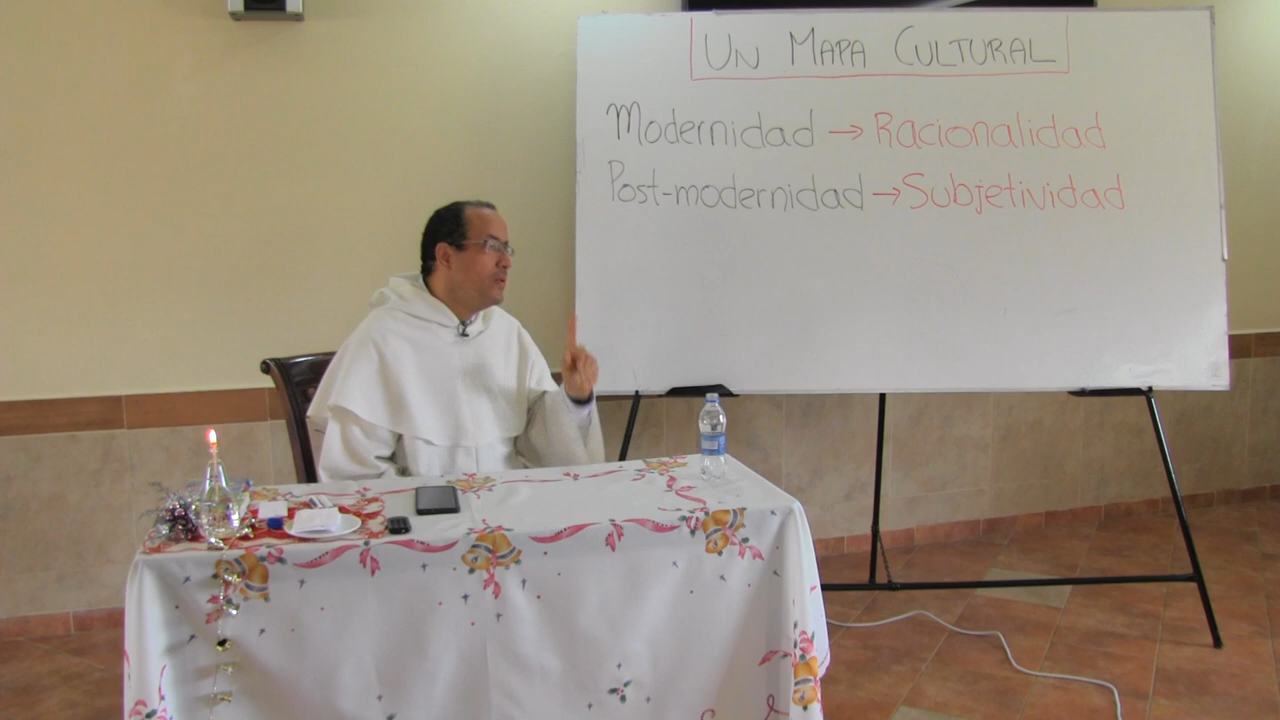 Un Mapa Cultural
Modernidad → Racionalidad
Post-modernidad → Subjetividad